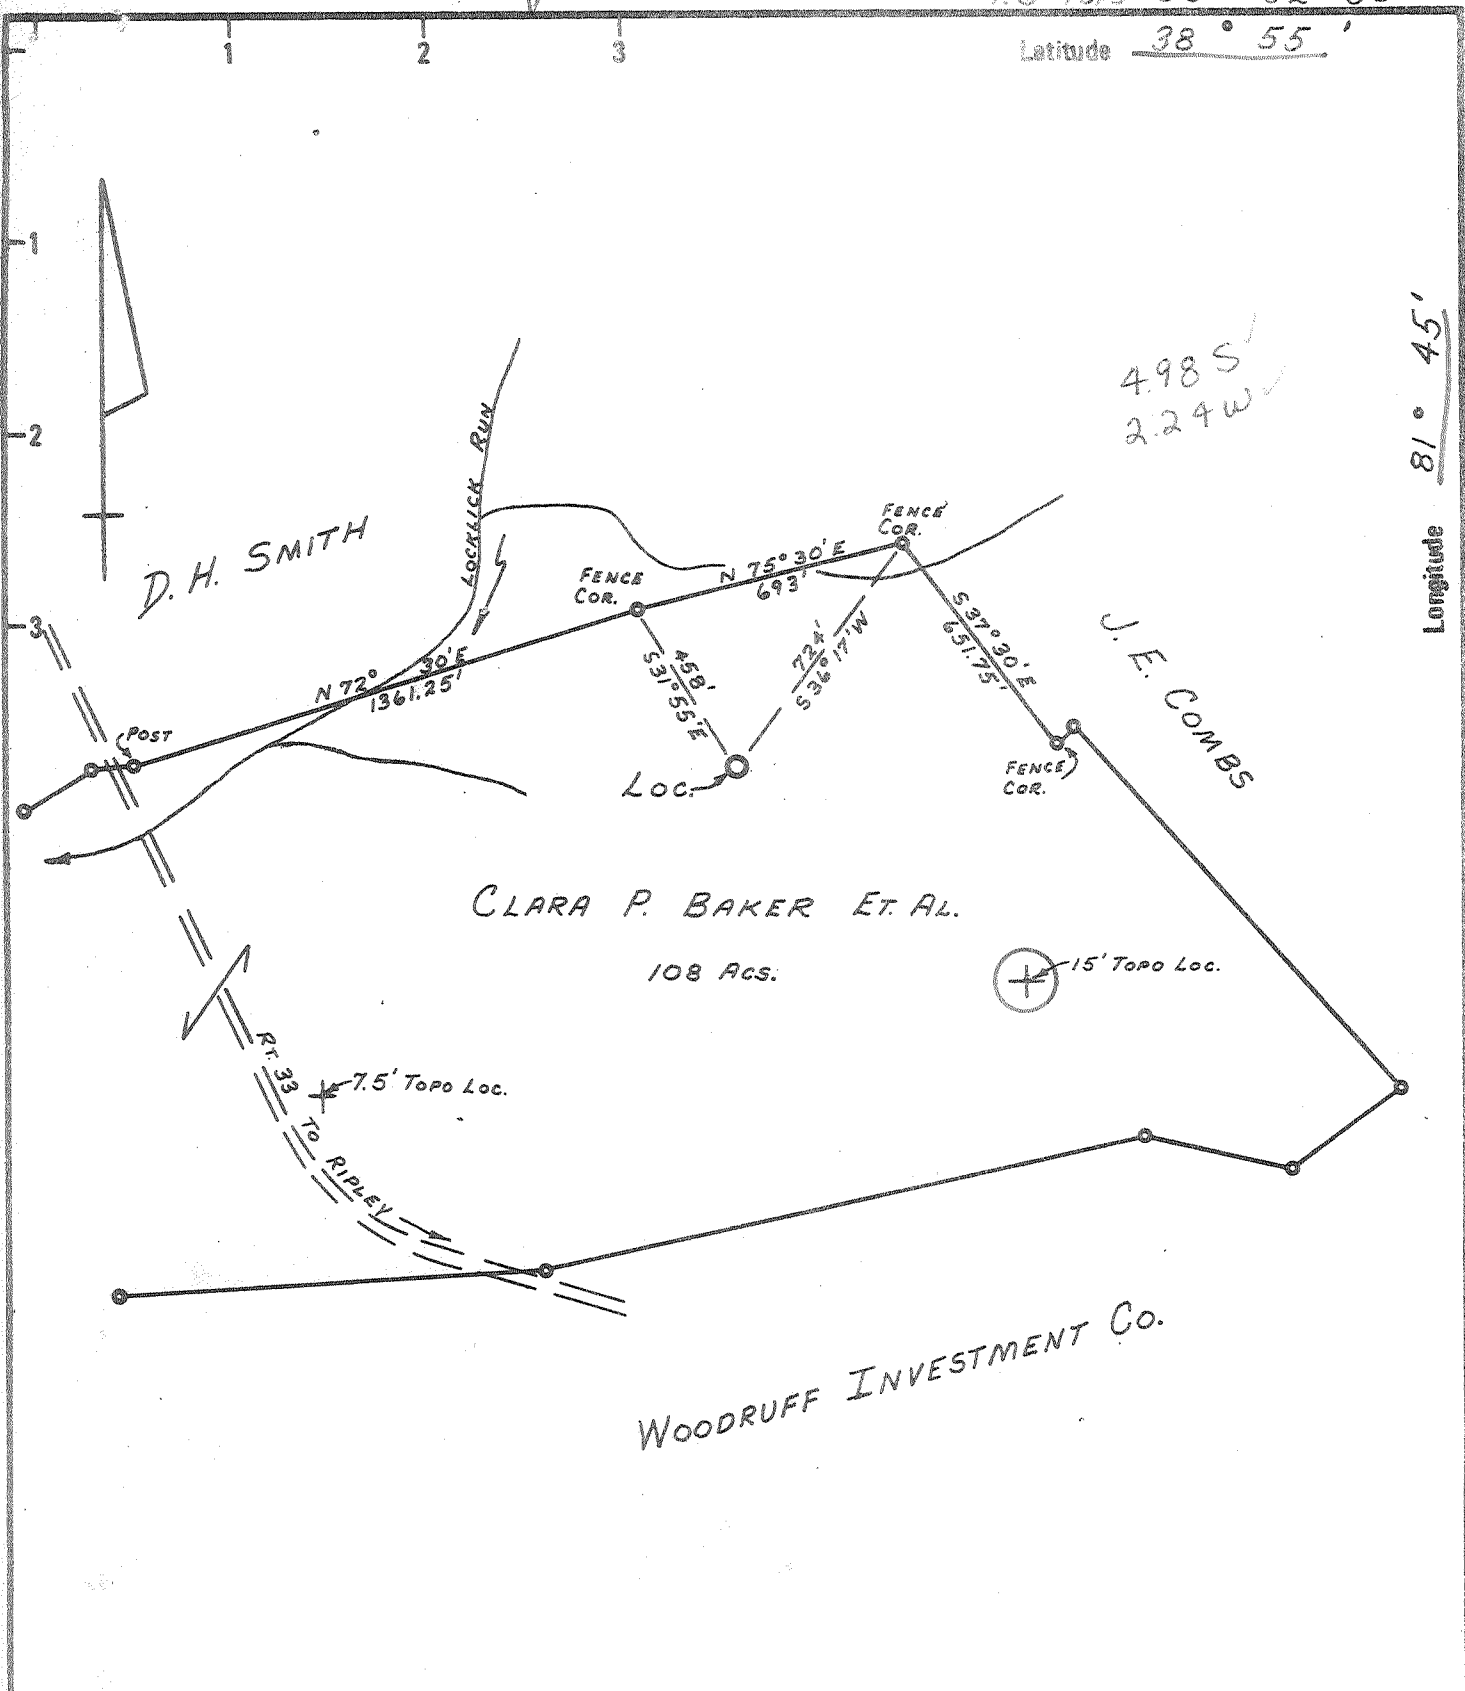 Latitude 38° 55'
1 2 3
1
2
3
Longitude 81° 45'
4.98 S
2.24 W
LOCKLICK RUN
D. H. SMITH
FENCE
COR.
N 75° 30' E
693'
FENCE
COR.
N 72° 30' E
1361.25'
458'
S 31° 55' E
724'
S 36° 17' W
S 37° 30' E
651.75'
J. E. COMBS
POST
LOC.
FENCE
COR.
CLARA P. BAKER ET. AL.
108 ACS.
15' TOPO LOC.
7.5' TOPO LOC.
RT. 33 TO RIPLEY
WOODRUFF INVESTMENT CO.